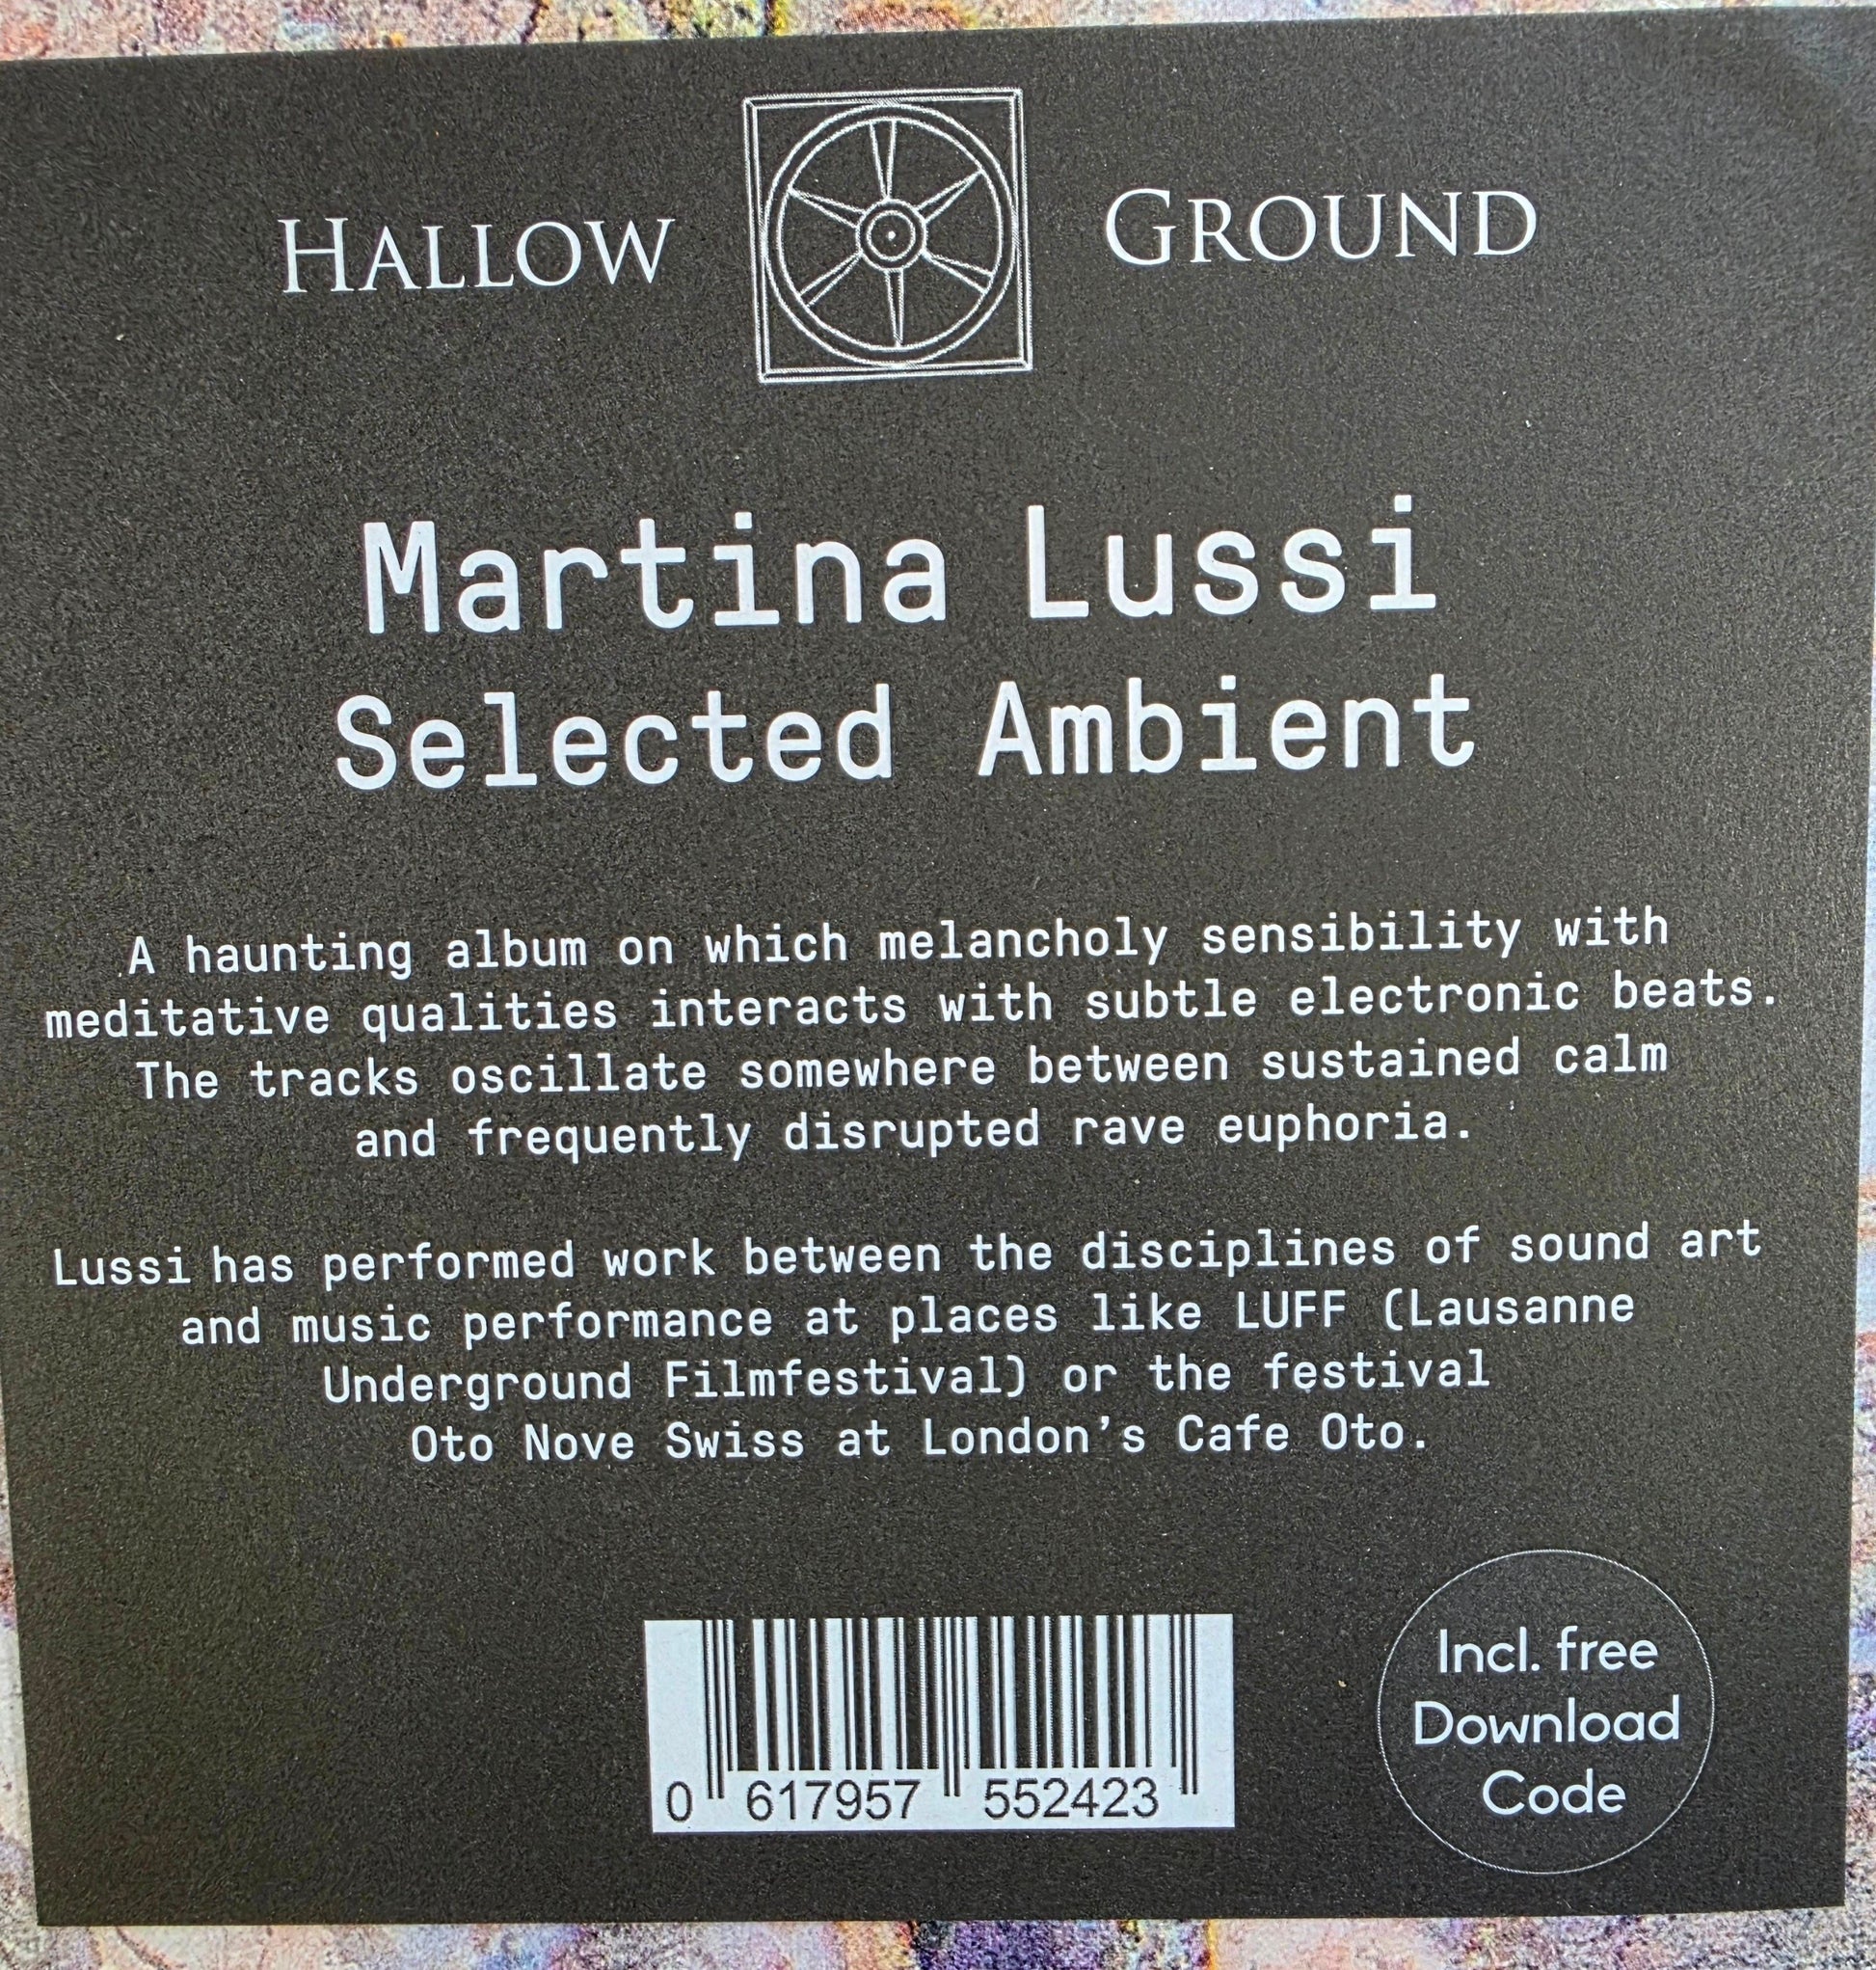 HALLOW GROUND
Martina Lussi
Selected Ambient
A haunting album on which melancholy sensibility with
meditative qualities interacts with subtle electronic beats.
The tracks oscillate somewhere between sustained calm
and frequently disrupted rave euphoria.
Lussi has performed work between the disciplines of sound art
and music performance at places like LUFF (Lausanne
Underground Filmfestival) or the festival
Oto Nove Swiss at London's Cafe Oto.
Incl. free
Download
Code
0 617957 552423